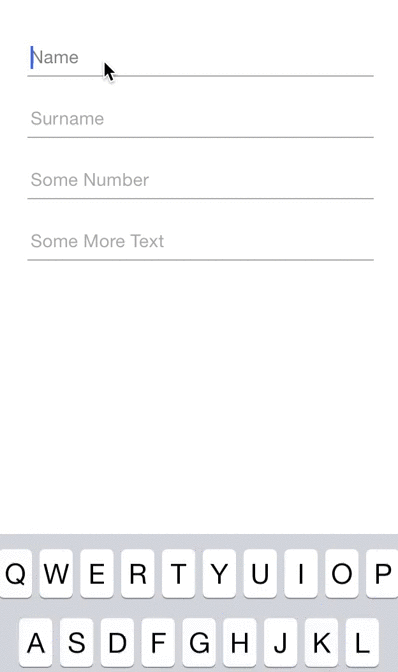 Name
Surname
Some Number
Some More Text
Q W E R T Y U I O P
A S D F G H J K L